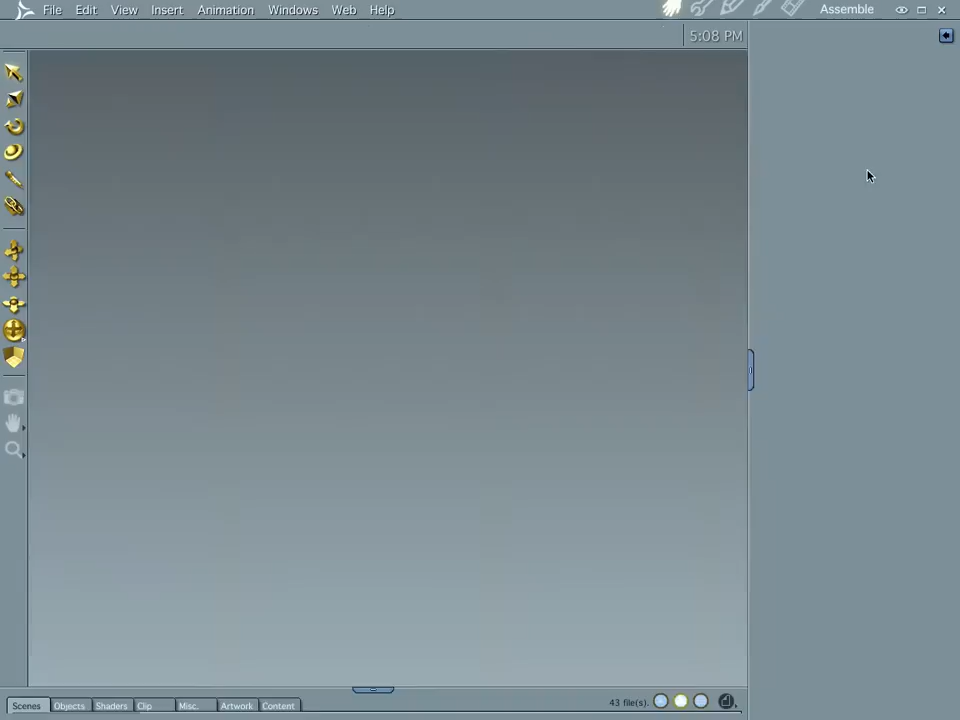 File Edit View Insert Animation Windows Web Help Assemble
5:08 PM
Scenes Objects Shaders Clip Misc. Artwork Content 43 file(s).